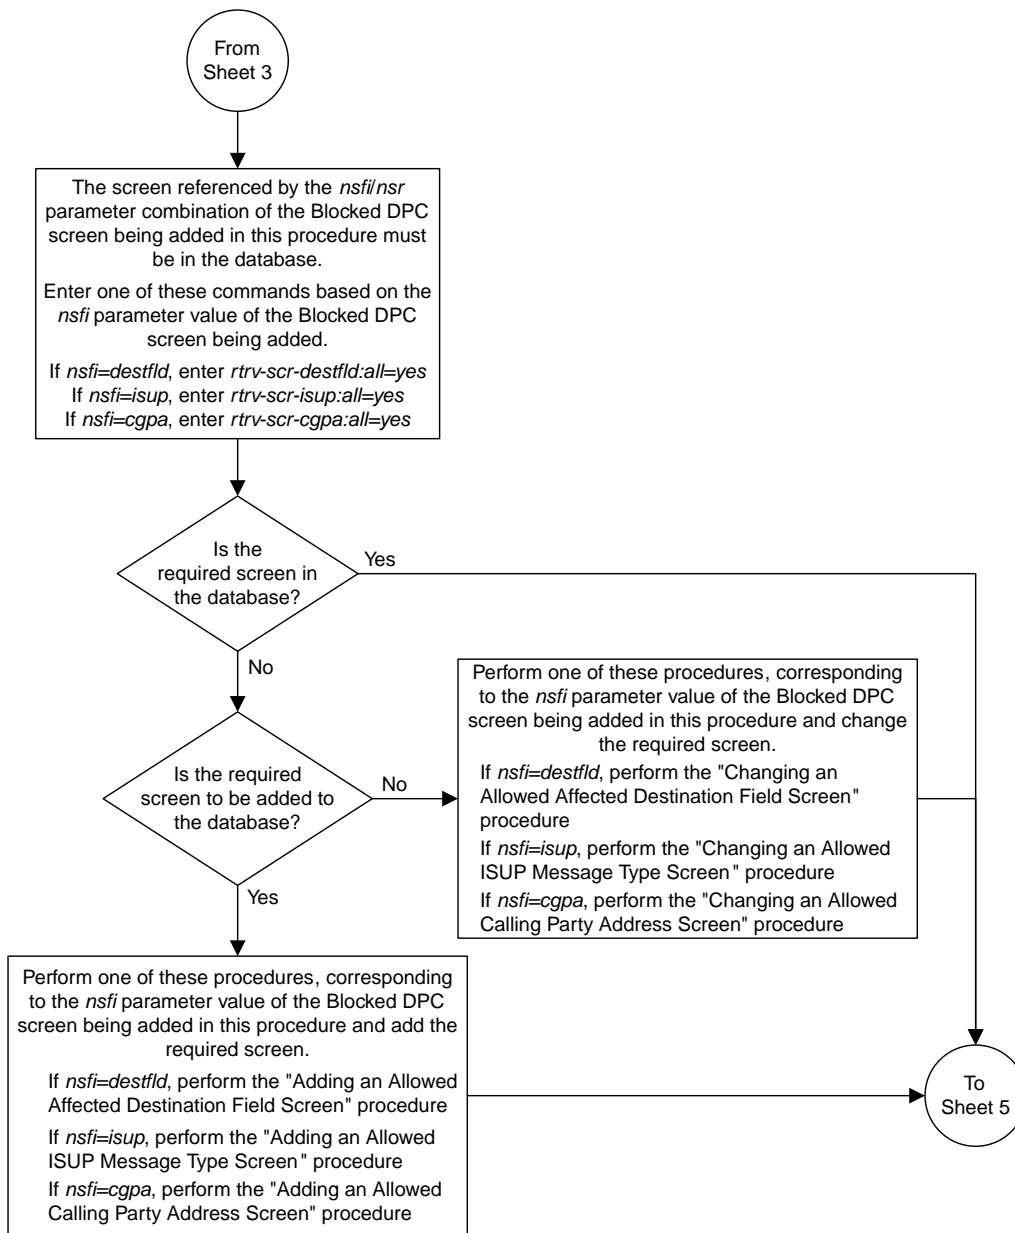 From
Sheet 3
The screen referenced by the nsfi/nsr
parameter combination of the Blocked DPC
screen being added in this procedure must
be in the database.
Enter one of these commands based on the
nsfi parameter value of the Blocked DPC
screen being added.
If nsfi=destfld, enter rtrv-scr-destfld:all=yes
If nsfi=isup, enter rtrv-scr-isup:all=yes
If nsfi=cgpa, enter rtrv-scr-cgpa:all=yes
Is the
required screen in
the database?
Yes
No
Is the required
screen to be added to
the database?
No
Yes
Perform one of these procedures, corresponding
to the nsfi parameter value of the Blocked DPC
screen being added in this procedure and change
the required screen.
If nsfi=destfld, perform the "Changing an
Allowed Affected Destination Field Screen"
procedure
If nsfi=isup, perform the "Changing an Allowed
ISUP Message Type Screen" procedure
If nsfi=cgpa, perform the "Changing an Allowed
Calling Party Address Screen" procedure
Perform one of these procedures, corresponding
to the nsfi parameter value of the Blocked DPC
screen being added in this procedure and add the
required screen.
If nsfi=destfld, perform the "Adding an Allowed
Affected Destination Field Screen" procedure
If nsfi=isup, perform the "Adding an Allowed
ISUP Message Type Screen" procedure
If nsfi=cgpa, perform the "Adding an Allowed
Calling Party Address Screen" procedure
To
Sheet 5